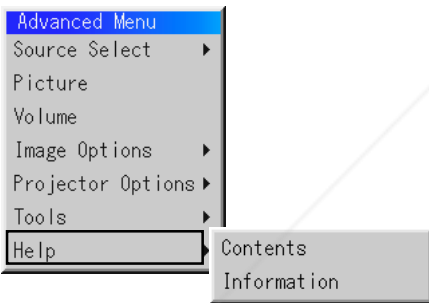 Advanced Menu
Source Select
Picture
Volume
Image Options
Projector Options
Tools
Help
Contents
Information